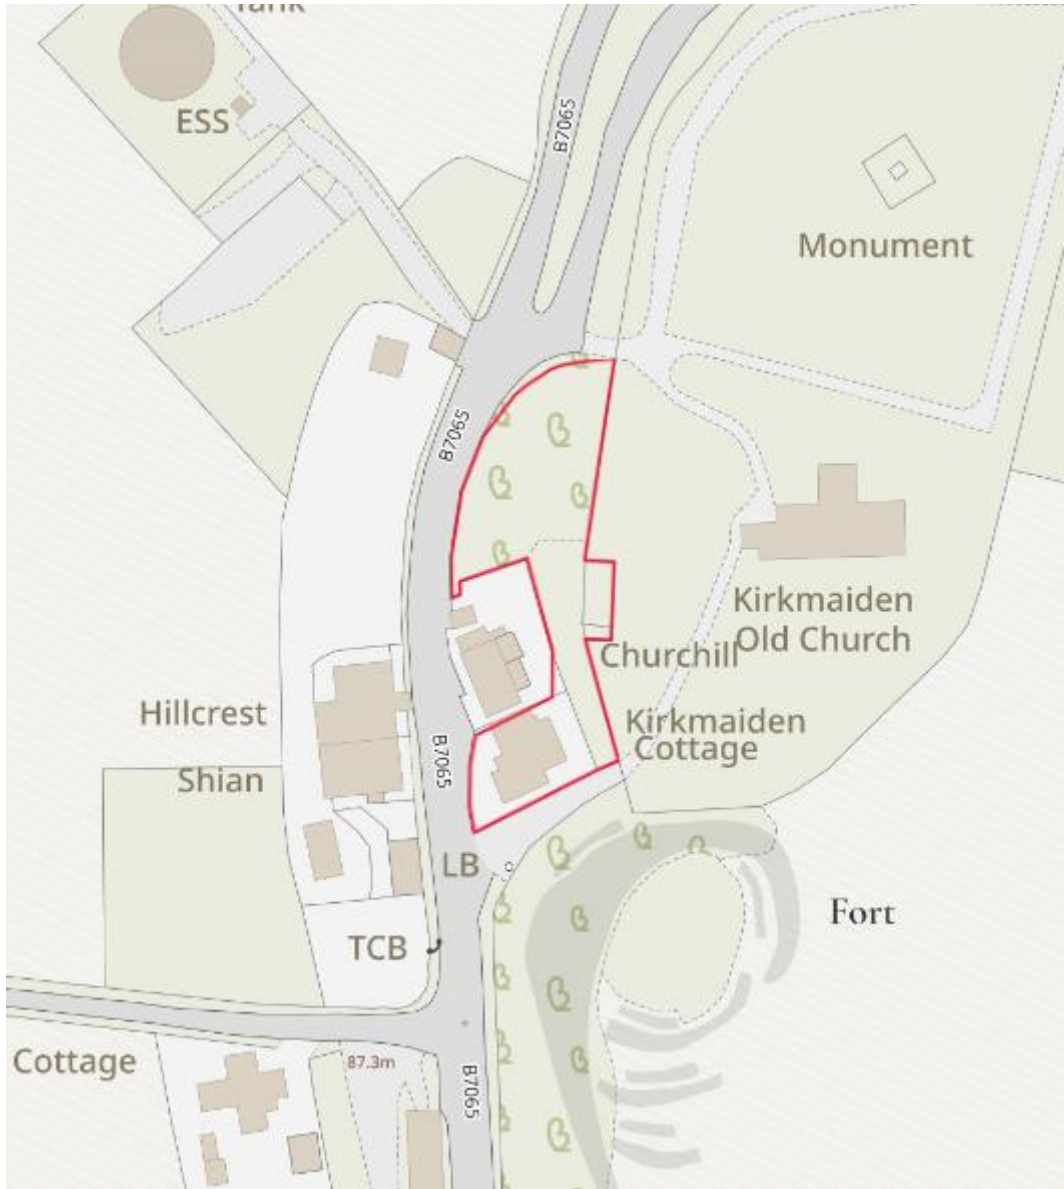 Tank
ESS
B7065
Monument
B7065
Kirkmaiden
Old Church
Churchill
Hillcrest
Kirkmaiden
Cottage
B7065
Shian
LB
Fort
TCB
Cottage
87.3m
B7065